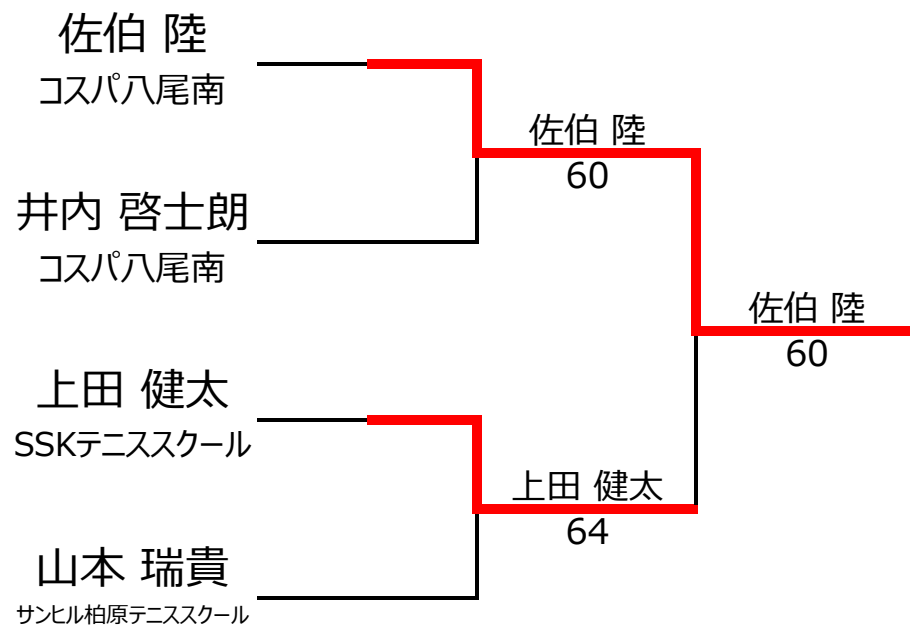 佐伯 陸
コスパ八尾南
佐伯 陸
60
井内 啓士朗
コスパ八尾南
佐伯 陸
60
上田 健太
SSKテニススクール
上田 健太
64
山本 瑞貴
サンヒル柏原テニススクール